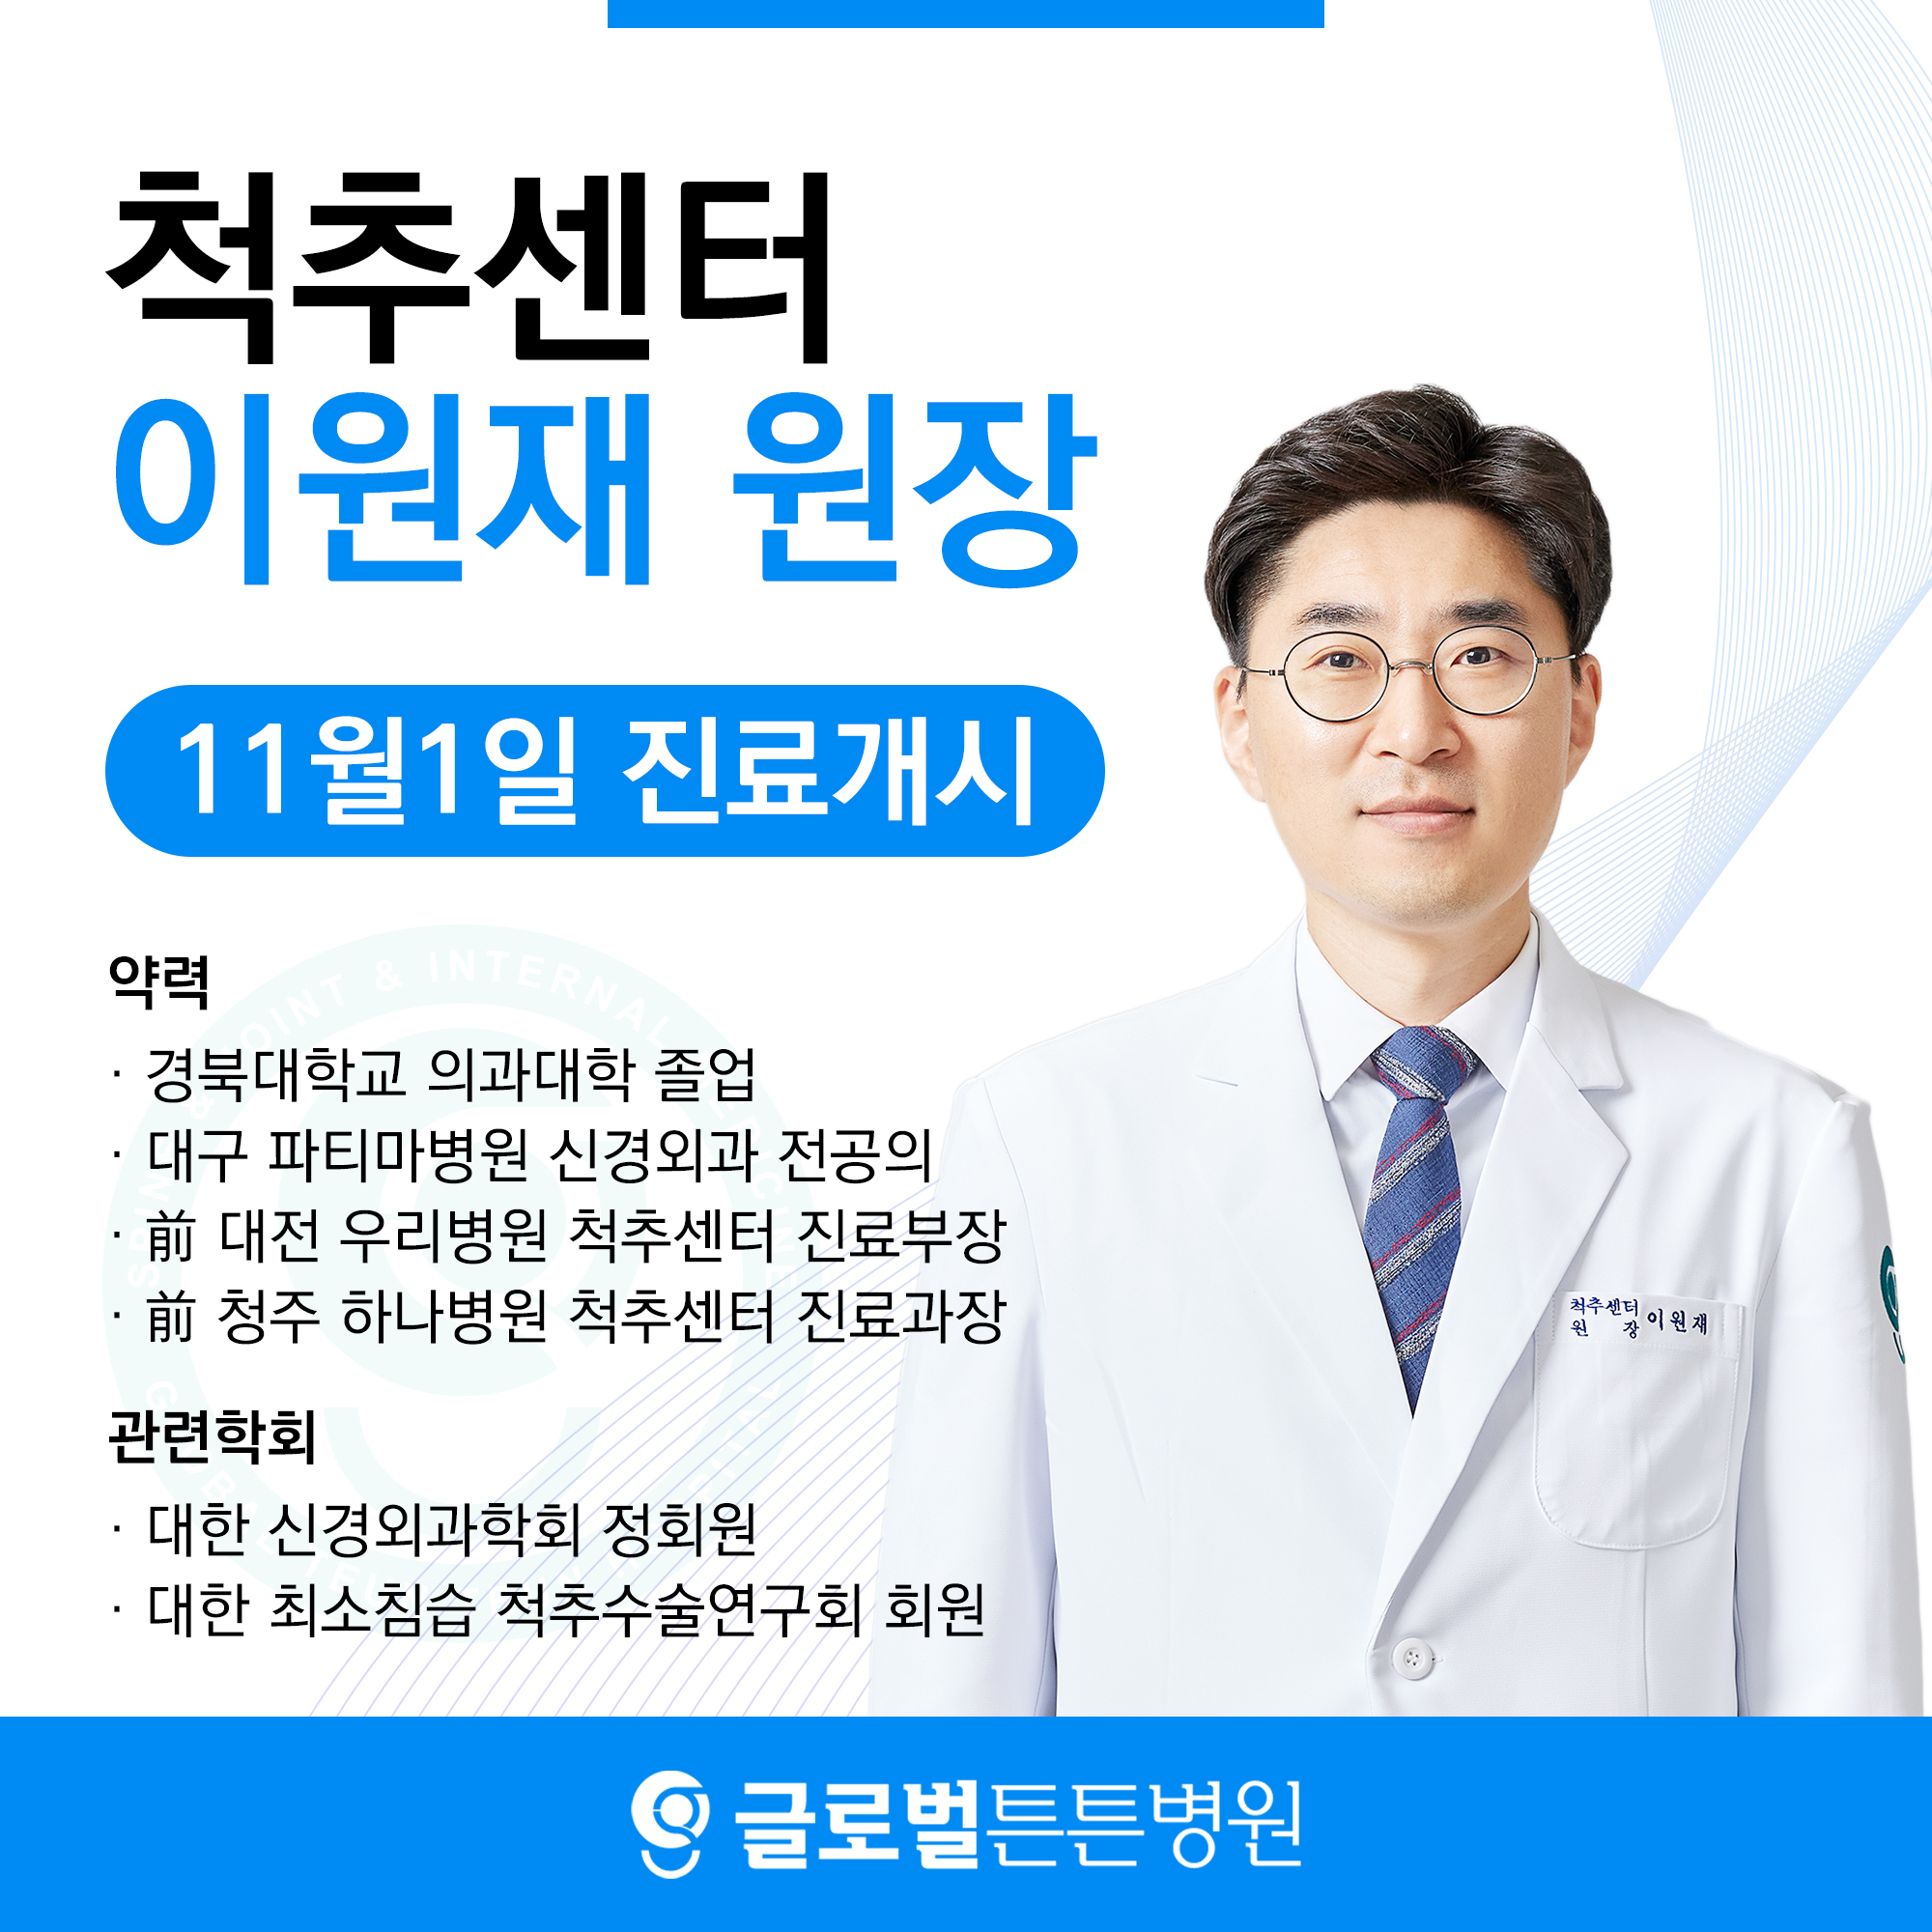 척추센터
이원재 원장
11월1일 진료개시
약력
· 경북대학교 의과대학 졸업
· 대구 파티마병원 신경외과 전공의
· 前 대전 우리병원 척추센터 진료부장
· 前 청주 하나병원 척추센터 진료과장
관련학회
· 대한 신경외과학회 정회원
· 대한 최소침습 척추수술연구회 회원
척추센터
원 장 이원재
글로벌튼튼병원